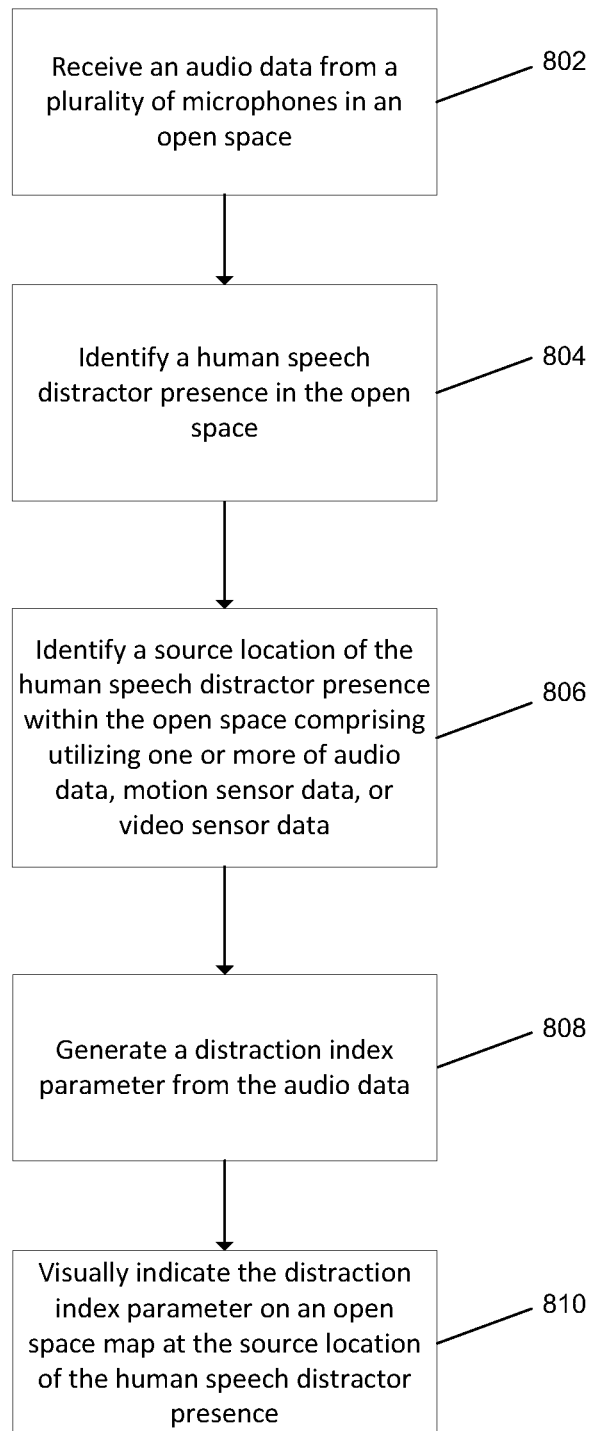 Receive an audio data from a
plurality of microphones in an
open space
802
Identify a human speech
distractor presence in the open
space
804
Identify a source location of the
human speech distractor presence
within the open space comprising
utilizing one or more of audio
data, motion sensor data, or
video sensor data
806
Generate a distraction index
parameter from the audio data
808
Visually indicate the distraction
index parameter on an open
space map at the source location
of the human speech distractor
presence
810